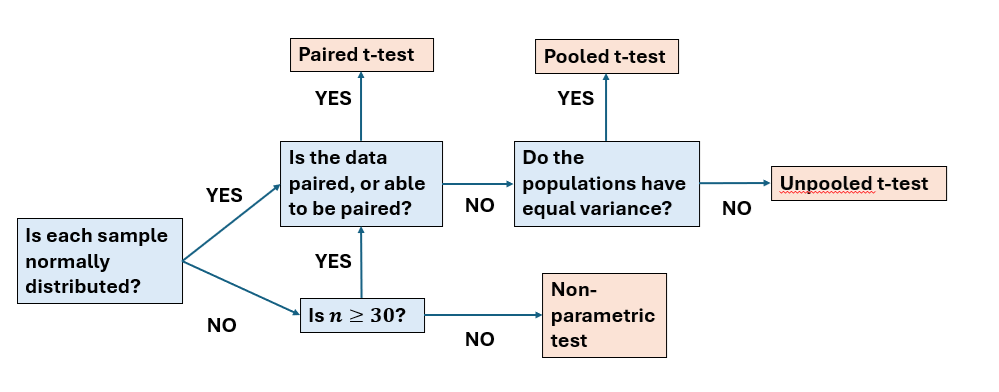 Paired t-test
Pooled t-test
YES
YES
Is the data
paired, or able
to be paired?
Do the
populations have
equal variance?
Unpooled t-test
YES
NO
NO
Is each sample
normally
distributed?
YES
NO
Is n ≥ 30?
NO
Non-
parametric
test